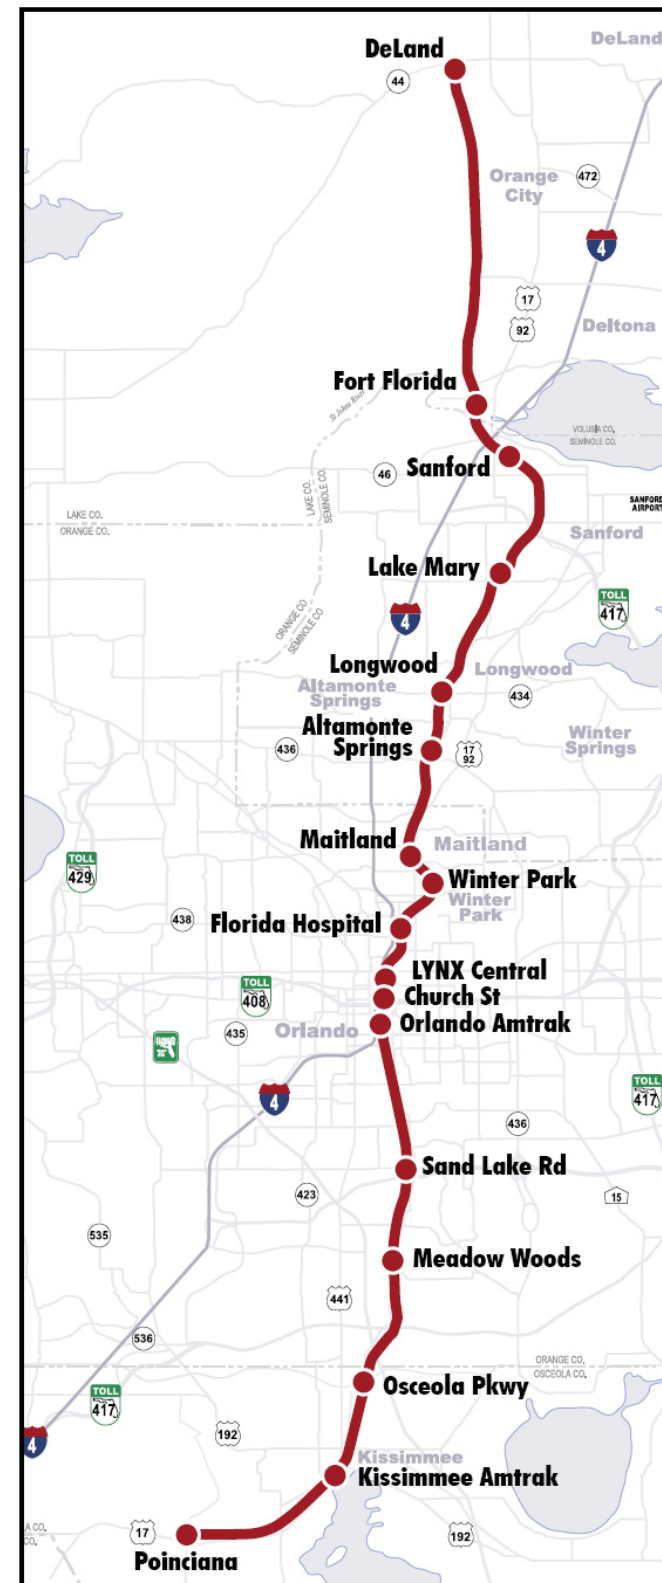 DeLand
DeLand
44
Orange
City
472
4
17
92
Deltona
Fort Florida
St Johns River
VOLUSIA CO.
SEMINOLE CO.
Sanford
46
LAKE CO.
SEMINOLE CO.
SANFORD
AIRPORT
LAKE CO.
ORANGE CO.
Sanford
Lake Mary
TOLL
417
4
ORANGE CO.
SEMINOLE CO.
Longwood
Longwood
Altamonte
Springs
434
Altamonte
Springs
436
17
92
Winter
Springs
Maitland
Maitland
TOLL
429
Winter Park
Winter
Park
438
Florida Hospital
LYNX Central
TOLL
408
Church St
Orlando
Orlando Amtrak
435
4
TOLL
417
436
Sand Lake Rd
423
15
535
Meadow Woods
441
536
ORANGE CO.
OSCEOLA CO.
Osceola Pkwy
TOLL
417
192
4
Kissimmee
Kissimmee Amtrak
17
192
Poinciana